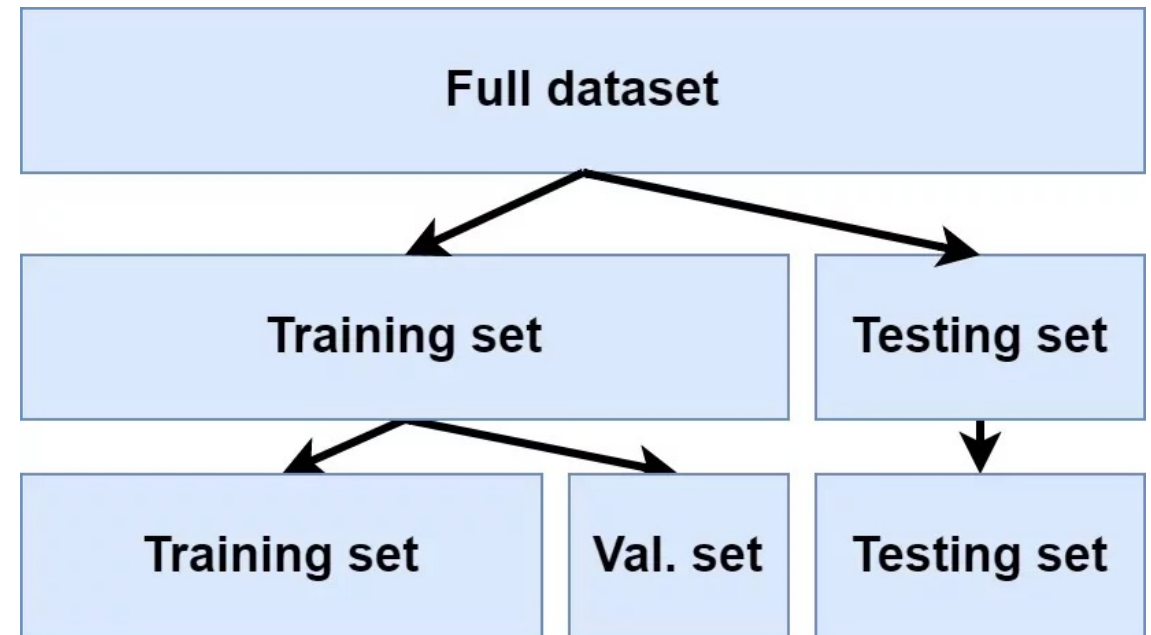 Full dataset
Training set
Testing set
Training set
Val. set
Testing set